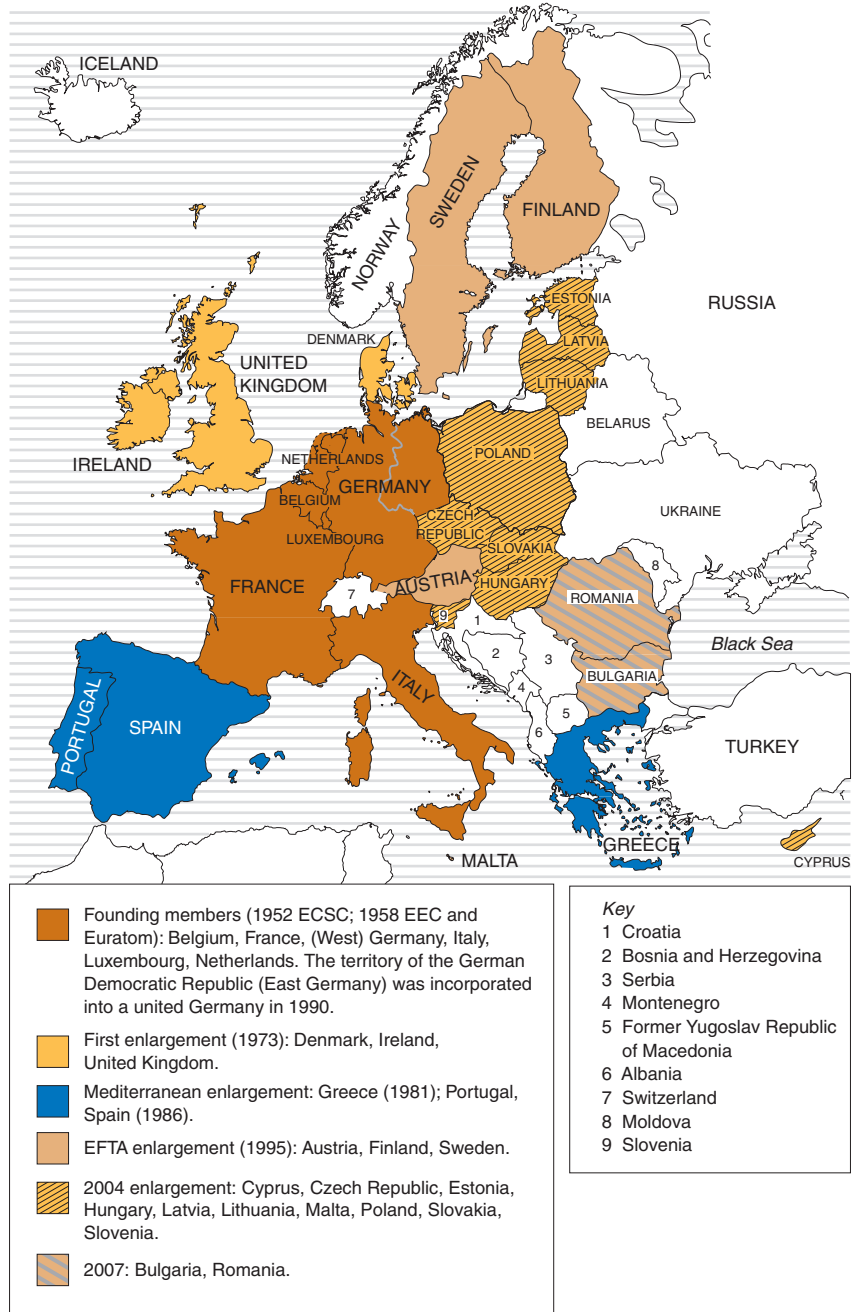 ICELAND
SWEDEN
FINLAND
NORWAY
RUSSIA
ESTONIA
LATVIA
LITHUANIA
DENMARK
UNITED
KINGDOM
IRELAND
BELARUS
NETHERLANDS
GERMANY
POLAND
BELGIUM
LUXEMBOURG
CZECH
REPUBLIC
SLOVAKIA
UKRAINE
FRANCE
7
AUSTRIA
HUNGARY
8
ROMANIA
9
1
2
3
4
5
6
BULGARIA
Black Sea
ITALY
PORTUGAL
SPAIN
TURKEY
GREECE
MALTA
CYPRUS
Founding members (1952 ECSC; 1958 EEC and
Euratom): Belgium, France, (West) Germany, Italy,
Luxembourg, Netherlands. The territory of the German
Democratic Republic (East Germany) was incorporated
into a united Germany in 1990.
First enlargement (1973): Denmark, Ireland,
United Kingdom.
Mediterranean enlargement: Greece (1981); Portugal,
Spain (1986).
EFTA enlargement (1995): Austria, Finland, Sweden.
2004 enlargement: Cyprus, Czech Republic, Estonia,
Hungary, Latvia, Lithuania, Malta, Poland, Slovakia,
Slovenia.
2007: Bulgaria, Romania.
Key
1 Croatia
2 Bosnia and Herzegovina
3 Serbia
4 Montenegro
5 Former Yugoslav Republic
of Macedonia
6 Albania
7 Switzerland
8 Moldova
9 Slovenia